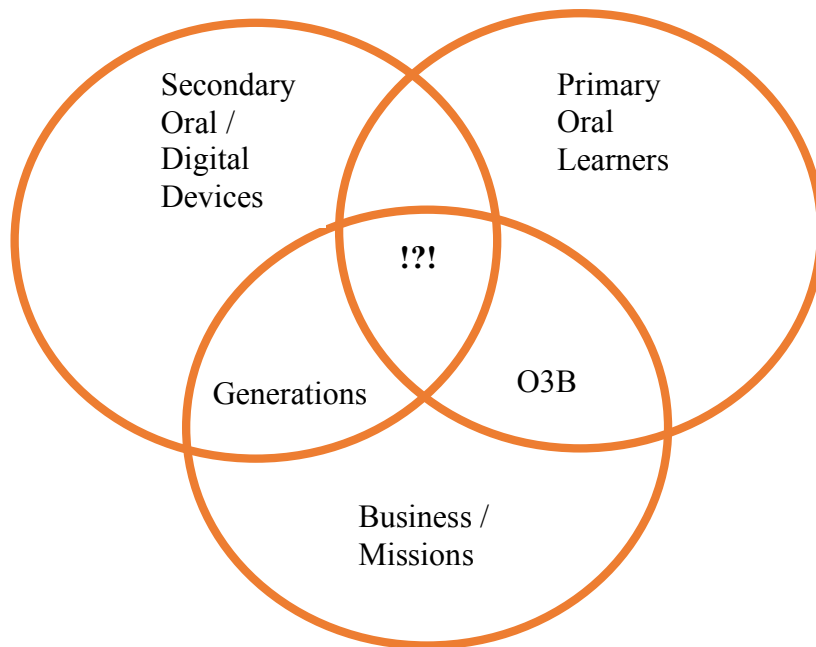 Secondary
Oral /
Digital
Devices
Primary
Oral
Learners
!?!
Generations
O3B
Business /
Missions